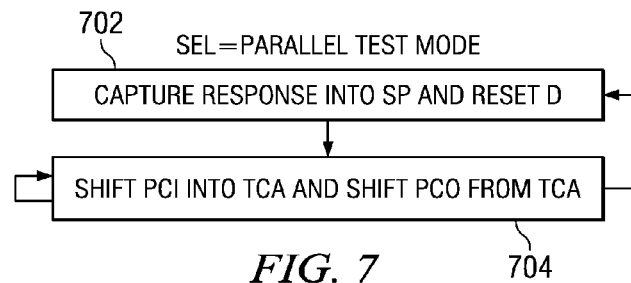 702
SEL=PARALLEL TEST MODE
CAPTURE RESPONSE INTO SP AND RESET D
SHIFT PCI INTO TCA AND SHIFT PCO FROM TCA
FIG. 7
704